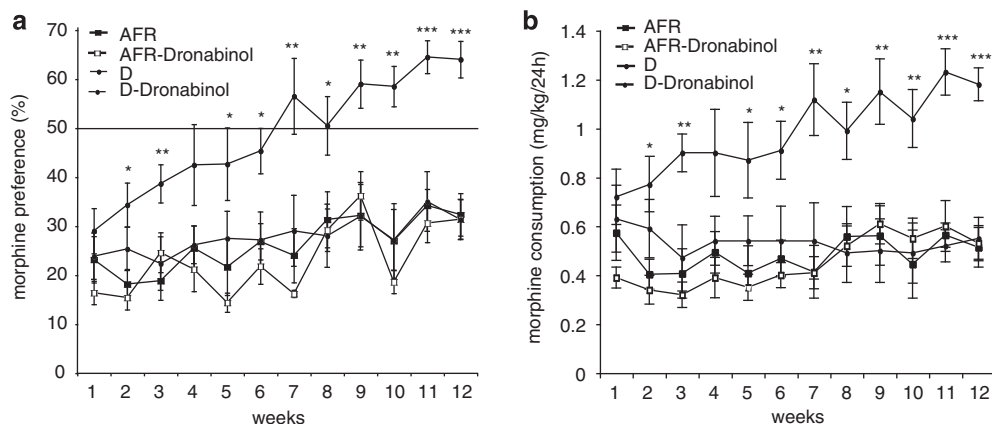 a
morphine preference (%)
70
60
50
40
30
20
10
0
AFR
AFR-Dronabinol
D
D-Dronabinol
* ** * * ** * ** ** *** ***
1 2 3 4 5 6 7 8 9 10 11 12
weeks
b
morphine consumption (mg/kg/24h)
1.4
1.2
1
0.8
0.6
0.4
0.2
0
AFR
AFR-Dronabinol
D
D-Dronabinol
* ** * * ** * ** ** *** ***
1 2 3 4 5 6 7 8 9 10 11 12
weeks